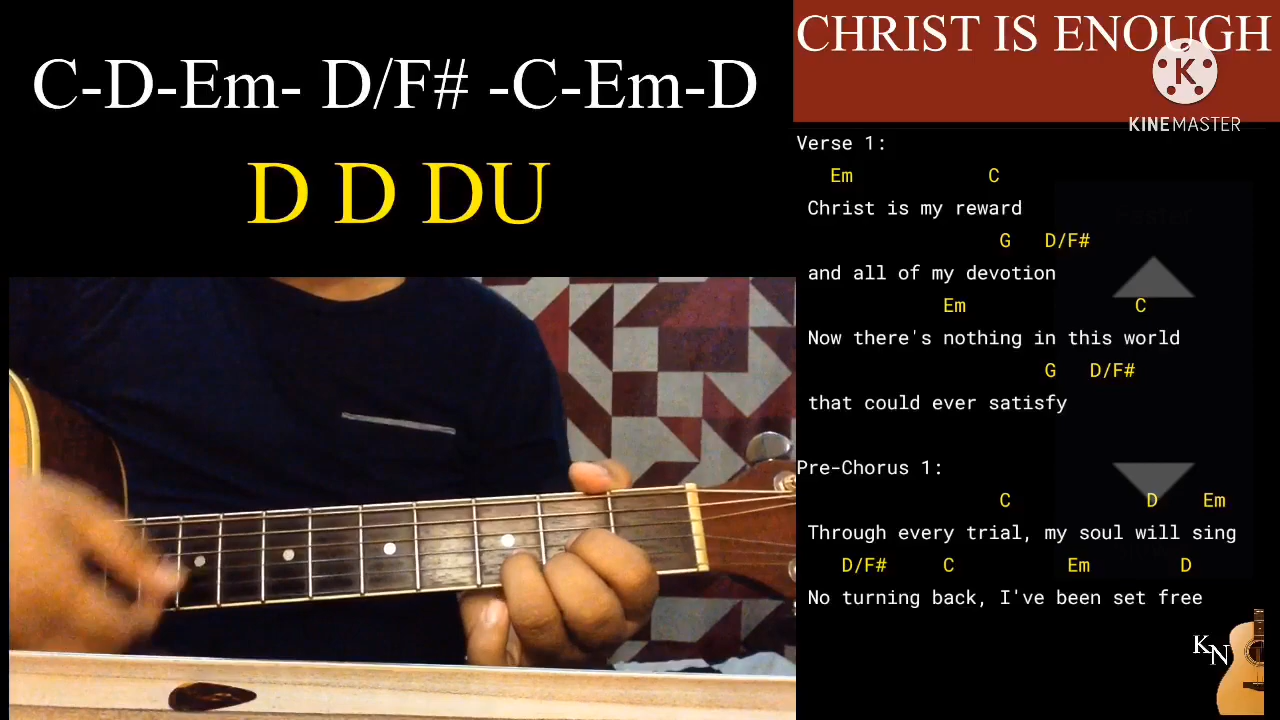 C-D-Em- D/F# -C-Em-D
D D DU
CHRIST IS ENOUGH
K
KINEMASTER
Verse 1:
Em C
Christ is my reward
G D/F#
and all of my devotion
Em C
Now there's nothing in this world
G D/F#
that could ever satisfy
Pre-Chorus 1:
C D Em
Through every trial, my soul will sing
D/F# C Em D
No turning back, I've been set free
KN
Faster